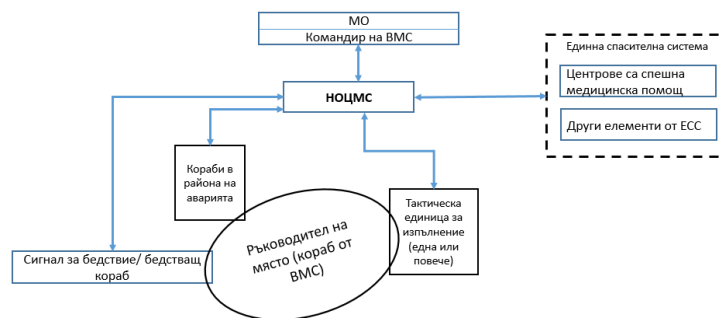 МО
Командир на ВМС
Единна спасителна система
НОЦМС
Центрове са спешна
медицинска помощ
Други елементи от ЕСС
Кораби в
района на
аварията
Ръководител на
място (кораб от
ВМС)
Тактическа
единица за
изпълнение
(една или
повече)
Сигнал за бедствие/ бедстващ
кораб